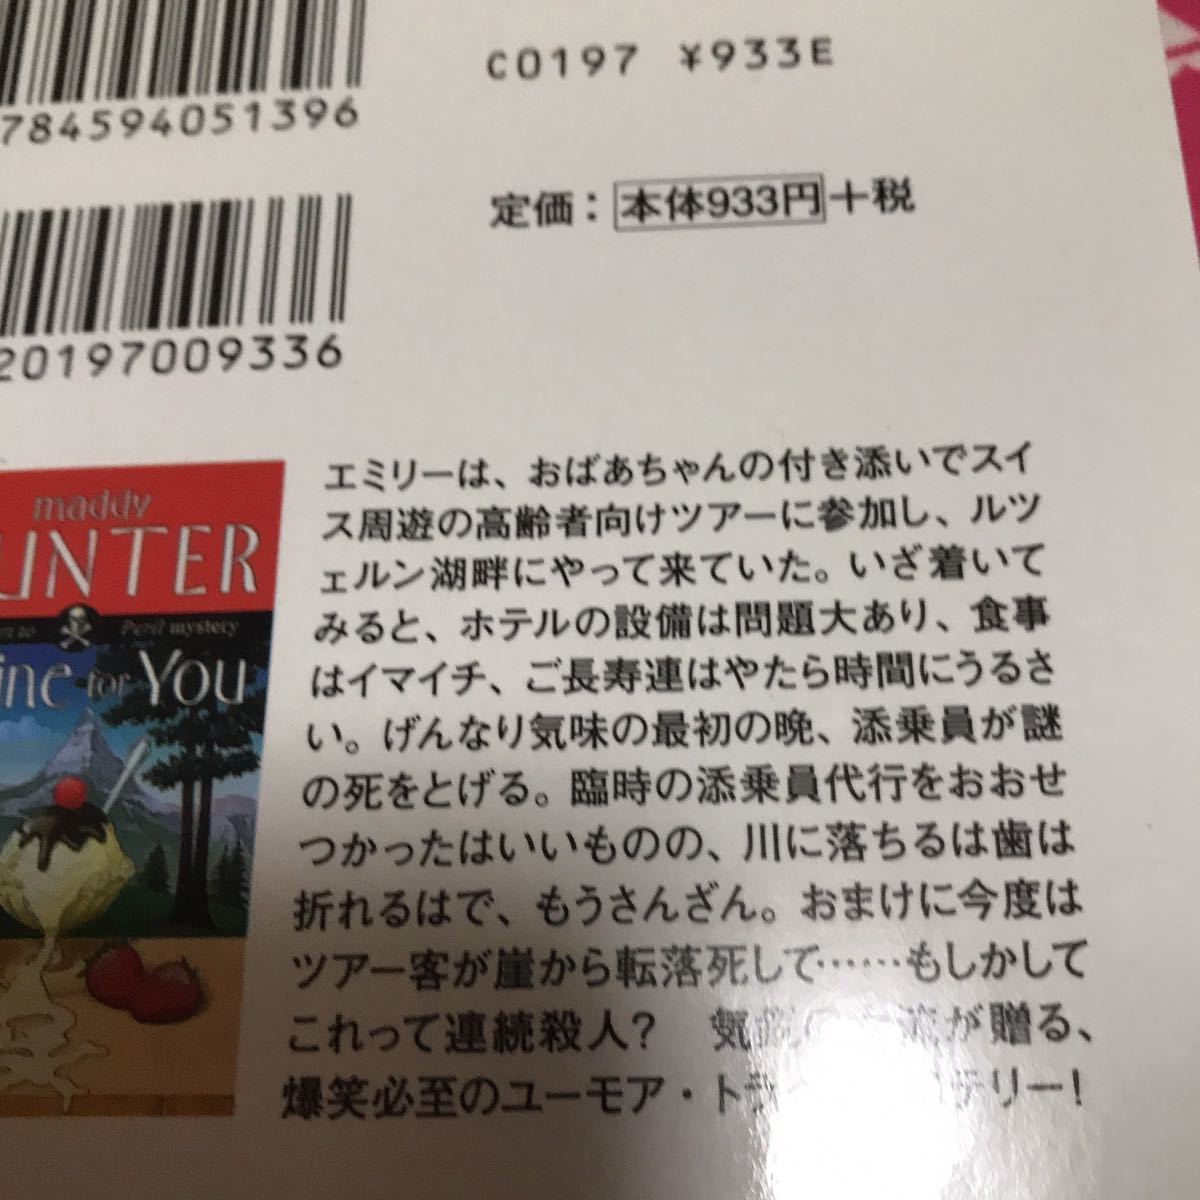 C0197 ¥933E
784594051396
定価：本体933円+税
20197009336
maddy
UNTER
Peril mystery
ine for You
エミリーは、おばあちゃんの付き添いでスイ
ス周遊の高齢者向けツアーに参加し、ルツ
ェルン湖畔にやって来ていた。いざ着いて
みると、ホテルの設備は問題大あり、食事
はイマイチ、ご長寿連はやたら時間にうるさ
い。げんなり気味の最初の晩、添乗員が謎
の死をとげる。臨時の添乗員代行をおおせ
つかったはいいものの、川に落ちるは歯は
折れるはで、もうさんざん。おまけに今度は
ツアー客が崖から転落死して……もしかして
これって連続殺人？ 気が贈る、
爆笑必至のユーモア・トテリー！